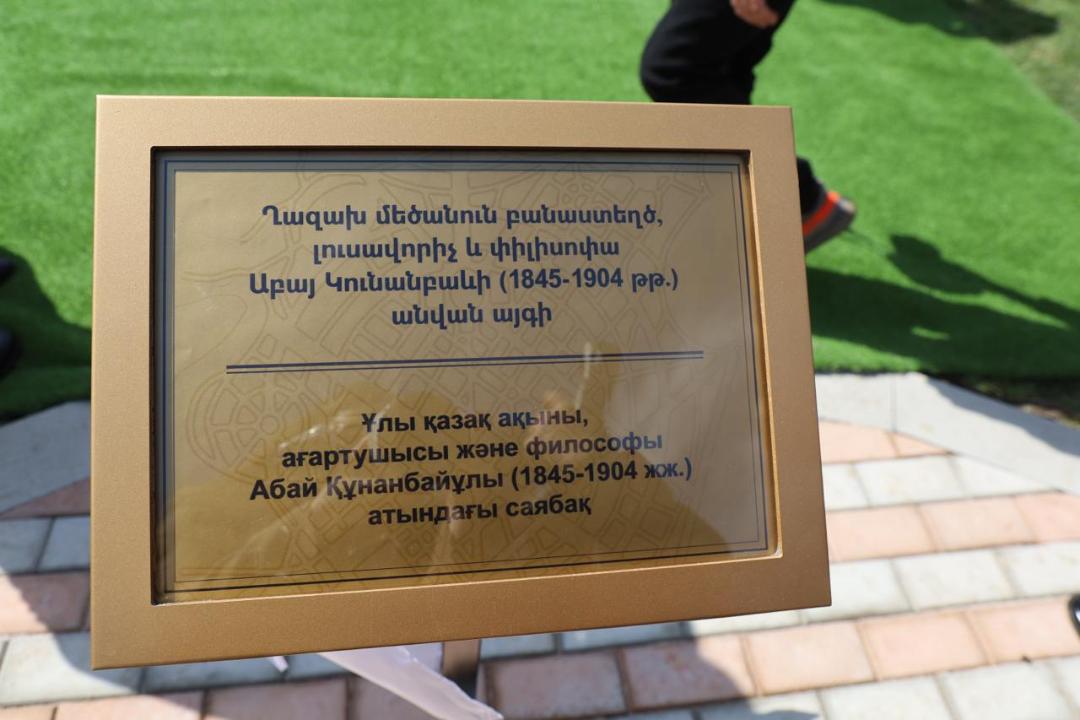 Ղազախ մեծանուն բանաստեղծ,
լուսավորիչ և փիլիսոփա
Աբայ Կունանբաևի (1845-1904 թթ.)
անվան այգի
Ұлы қазақ ақыны,
ағартушысы және философы
Абай Құнанбайұлы (1845-1904 жж.)
атындағы саябақ